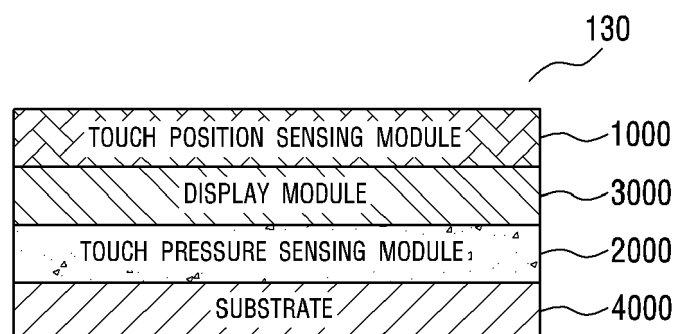 130
TOUCH POSITION SENSING MODULE 1000
DISPLAY MODULE 3000
TOUCH PRESSURE SENSING MODULE 2000
SUBSTRATE 4000